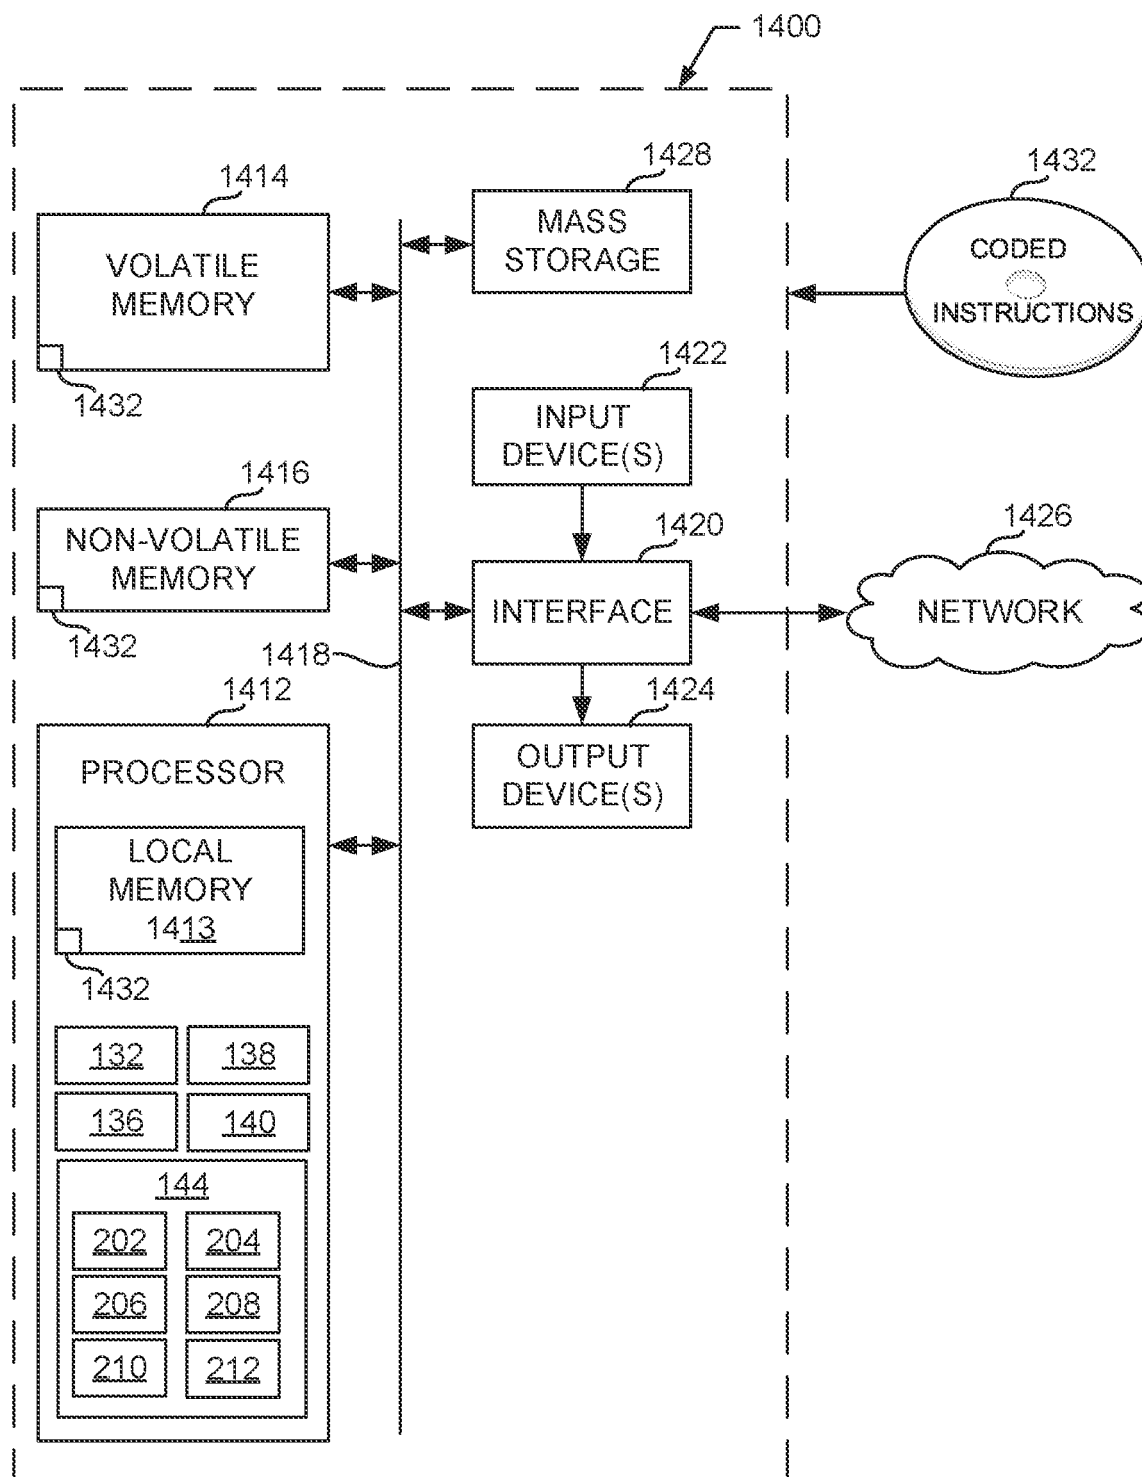 1400
1414
VOLATILE
MEMORY
1432
1428
MASS
STORAGE
1432
CODED
INSTRUCTIONS
1422
INPUT
DEVICE(S)
1416
NON-VOLATILE
MEMORY
1432
1420
INTERFACE
1426
NETWORK
1418
1424
OUTPUT
DEVICE(S)
1412
PROCESSOR
LOCAL
MEMORY
1413
1432
132
138
136
140
144
202
204
206
208
210
212